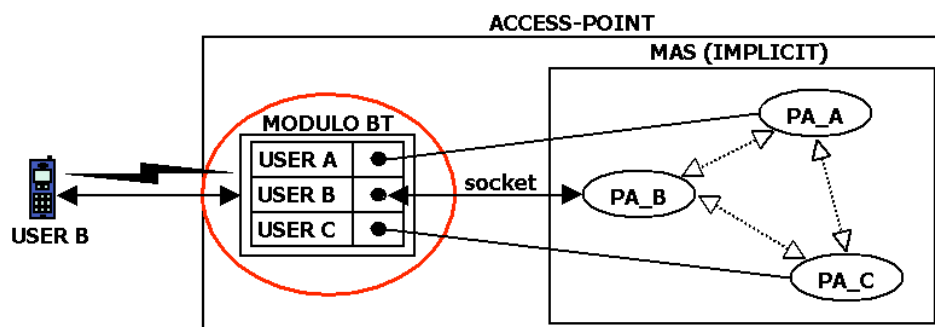 ACCESS-POINT
MAS (IMPLICIT)
MODULO BT
USER A
USER B
USER C
socket
PA_A
PA_B
PA_C
USER B